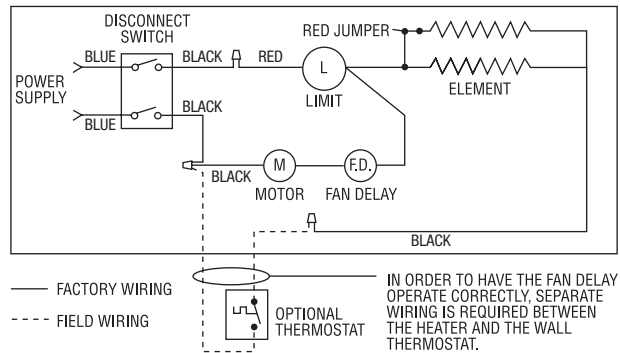 DISCONNECT
SWITCH
RED JUMPER
BLUE
BLACK
RED
L
LIMIT
ELEMENT
POWER
SUPPLY
BLUE
BLACK
BLACK
M
MOTOR
F.D.
FAN DELAY
BLACK
FACTORY WIRING
FIELD WIRING
OPTIONAL
THERMOSTAT
IN ORDER TO HAVE THE FAN DELAY
OPERATE CORRECTLY, SEPARATE
WIRING IS REQUIRED BETWEEN
THE HEATER AND THE WALL
THERMOSTAT.